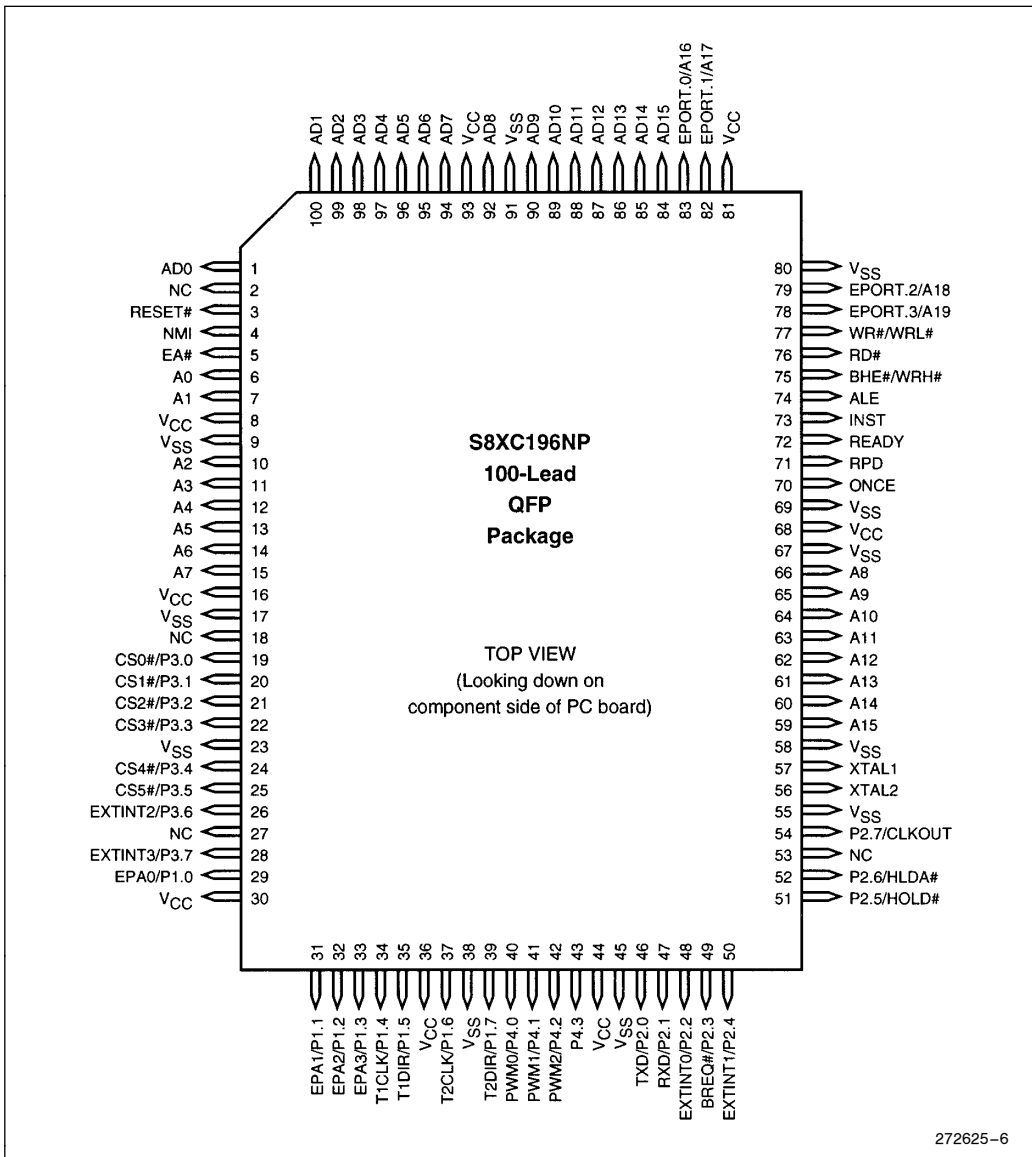 AD1
AD2
AD3
AD4
AD5
AD6
AD7
VCC
AD8
VSS
AD9
AD10
AD11
AD12
AD13
AD14
AD15
EPORT.0/A16
EPORT.1/A17
VCC
100
99
98
97
96
95
94
93
92
91
90
89
88
87
86
85
84
83
82
81
AD0 1
NC 2
RESET# 3
NMI 4
EA# 5
A0 6
A1 7
VCC 8
VSS 9
A2 10
A3 11
A4 12
A5 13
A6 14
A7 15
VCC 16
VSS 17
NC 18
CS0#/P3.0 19
CS1#/P3.1 20
CS2#/P3.2 21
CS3#/P3.3 22
VSS 23
CS4#/P3.4 24
CS5#/P3.5 25
EXTINT2/P3.6 26
NC 27
EXTINT3/P3.7 28
EPA0/P1.0 29
VCC 30
S8XC196NP
100-Lead
QFP
Package
TOP VIEW
(Looking down on
component side of PC board)
80 VSS
79 EPORT.2/A18
78 EPORT.3/A19
77 WR#/WRL#
76 RD#
75 BHE#/WRH#
74 ALE
73 INST
72 READY
71 RPD
70 ONCE
69 VSS
68 VCC
67 VSS
66 A8
65 A9
64 A10
63 A11
62 A12
61 A13
60 A14
59 A15
58 VSS
57 XTAL1
56 XTAL2
55 VSS
54 P2.7/CLKOUT
53 NC
52 P2.6/HLDA#
51 P2.5/HOLD#
31
32
33
34
35
36
37
38
39
40
41
42
43
44
45
46
47
48
49
50
EPA1/P1.1
EPA2/P1.2
EPA3/P1.3
T1CLK/P1.4
T1DIR/P1.5
VCC
T2CLK/P1.6
VSS
T2DIR/P1.7
PWM0/P4.0
PWM1/P4.1
PWM2/P4.2
P4.3
VCC
VSS
TXD/P2.0
RXD/P2.1
EXTINT0/P2.2
BREQ#/P2.3
EXTINT1/P2.4
272625–6